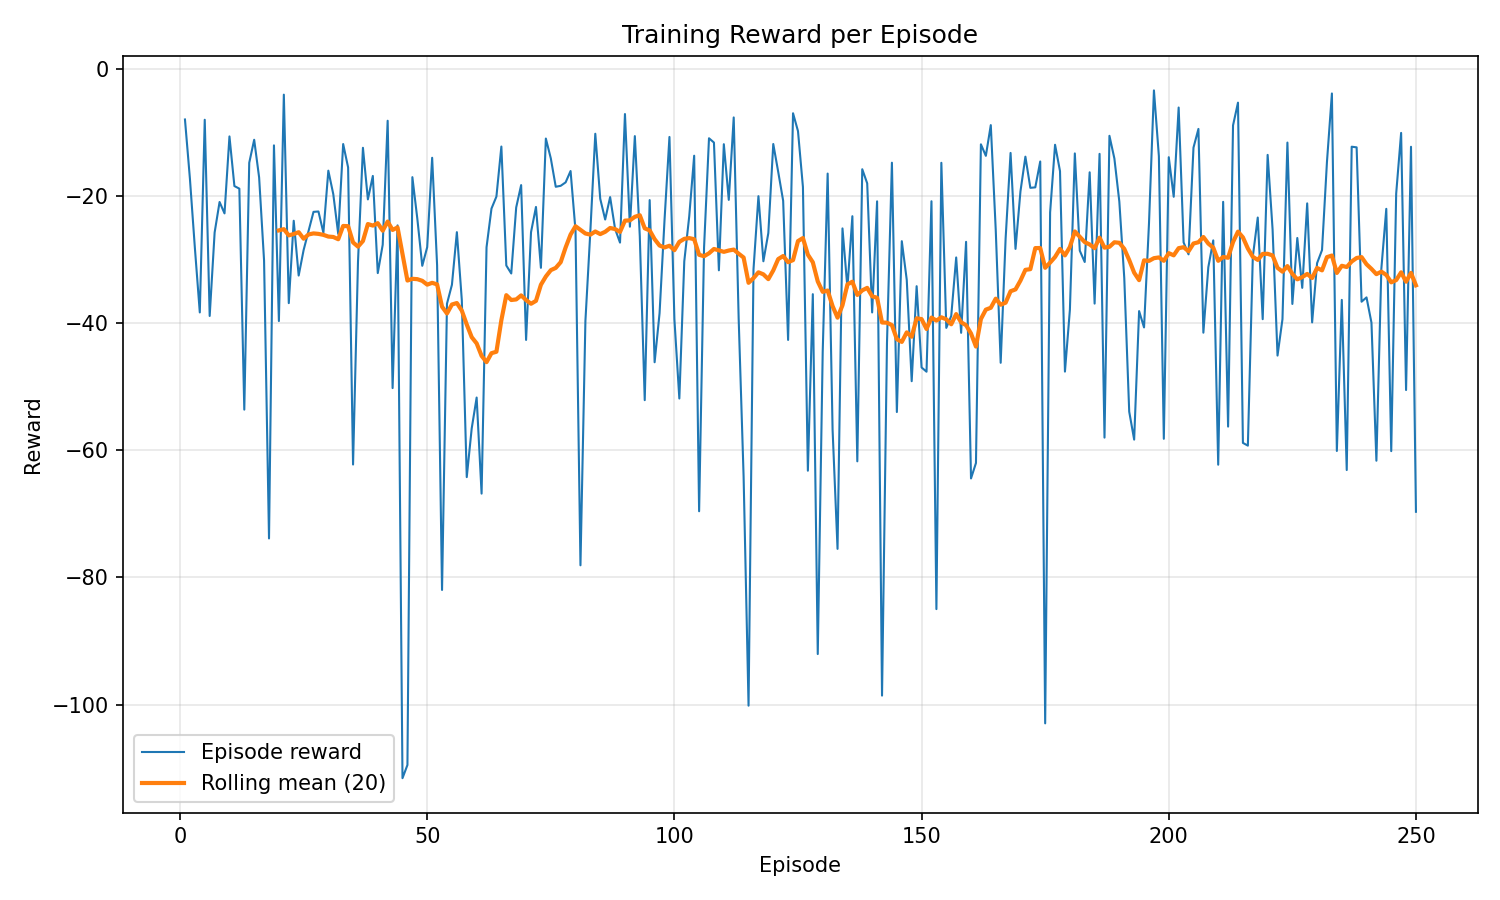 Training Reward per Episode
0
−20
−40
−60
−80
−100
Reward
Episode reward
Rolling mean (20)
0
50
100
150
200
250
Episode